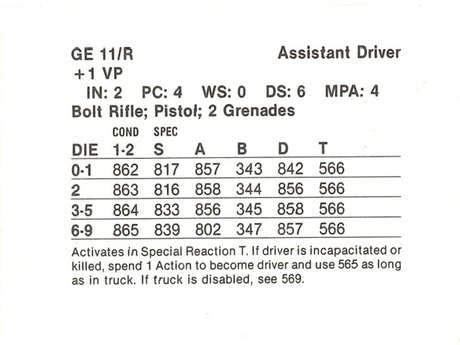 GE 11/R Assistant Driver
+1 VP
IN: 2 PC: 4 WS: 0 DS: 6 MPA: 4
Bolt Rifle; Pistol; 2 Grenades
COND SPEC
DIE 1-2 S A B D T
0-1 862 817 857 343 842 566
2 863 816 858 344 856 566
3-5 864 833 856 345 858 566
6-9 865 839 802 347 857 566
Activates in Special Reaction T. If driver is incapacitated or
killed, spend 1 Action to become driver and use 565 as long
as in truck. If truck is disabled, see 569.